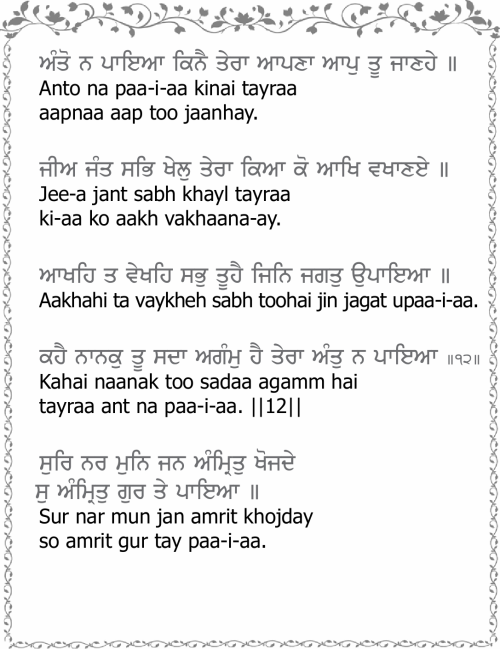 ਅੰਤੋ ਨ ਪਾਇਆ ਕਿਨੈ ਤੇਰਾ ਆਪਣਾ ਆਪੁ ਤੂ ਜਾਣਹੇ ॥
Anto na paa-i-aa kinai tayraa
aapnaa aap too jaanhay.
ਜੀਅ ਜੰਤ ਸਭਿ ਖੇਲੁ ਤੇਰਾ ਕਿਆ ਕੋ ਆਖਿ ਵਖਾਣਏ ॥
Jee-a jant sabh khayl tayraa
ki-aa ko aakh vakhaana-ay.
ਆਖਹਿ ਤ ਵੇਖਹਿ ਸਭੁ ਤੂਹੈ ਜਿਨਿ ਜਗਤੁ ਉਪਾਇਆ ॥
Aakhahi ta vaykheh sabh toohai jin jagat upaa-i-aa.
ਕਹੈ ਨਾਨਕੁ ਤੂ ਸਦਾ ਅਗੰਮੁ ਹੈ ਤੇਰਾ ਅੰਤੁ ਨ ਪਾਇਆ ॥੧੨॥
Kahai naanak too sadaa agamm hai
tayraa ant na paa-i-aa. ||12||
ਸੁਰਿ ਨਰ ਮੁਨਿ ਜਨ ਅੰਮ੍ਰਿਤੁ ਖੋਜਦੇ
ਸੁ ਅੰਮ੍ਰਿਤੁ ਗੁਰ ਤੇ ਪਾਇਆ ॥
Sur nar mun jan amrit khojday
so amrit gur tay paa-i-aa.